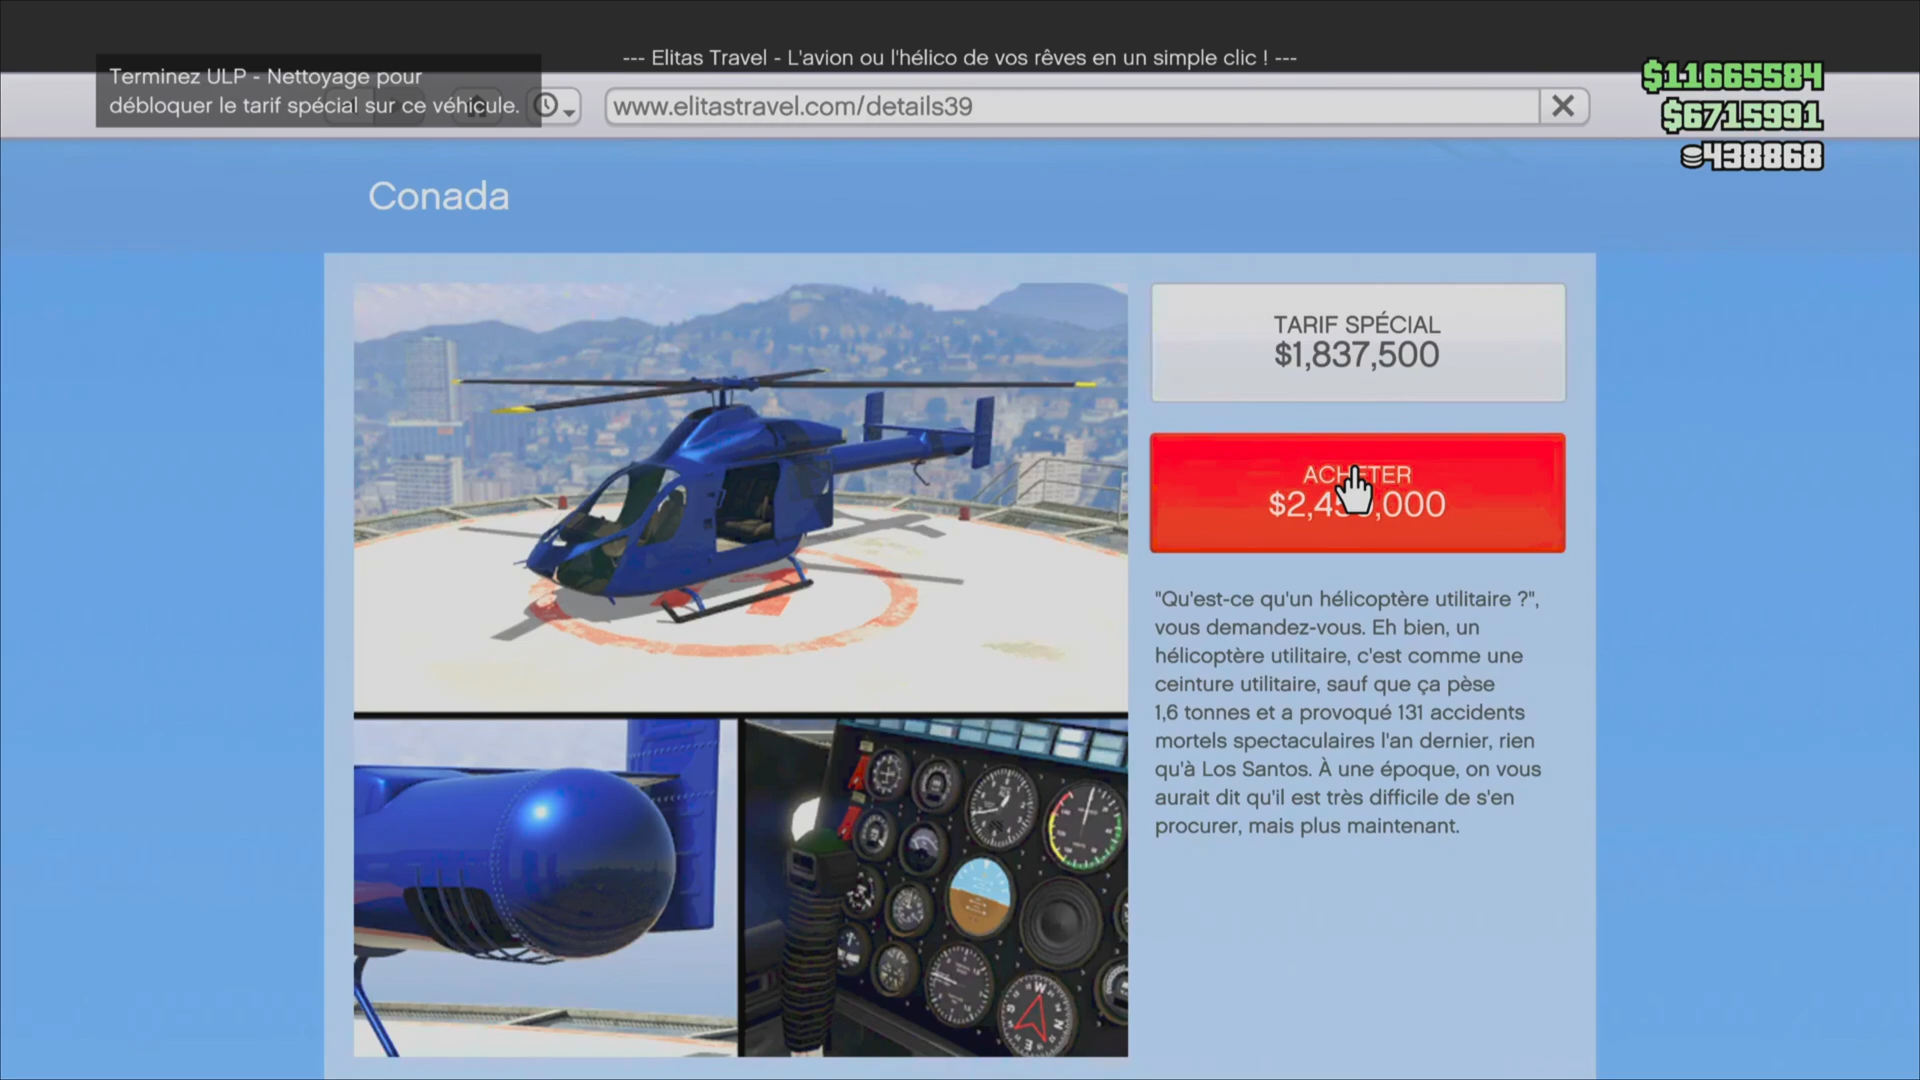 --- Elitas Travel - L'avion ou l'hélico de vos rêves en un simple clic ! ---
Terminez ULP - Nettoyage pour
débloquer le tarif spécial sur ce véhicule.
www.elitastravel.com/details39
$11665584
$6715991
438868
Conada
TARIF SPÉCIAL
$1,837,500
ACHETER
"Qu'est-ce qu'un hélicoptère utilitaire ?",
vous demandez-vous. Eh bien, un
hélicoptère utilitaire, c'est comme une
ceinture utilitaire, sauf que ça pèse
1,6 tonnes et a provoqué 131 accidents
mortels spectaculaires l'an dernier, rien
qu'à Los Santos. À une époque, on vous
aurait dit qu'il est très difficile de s'en
procurer, mais plus maintenant.